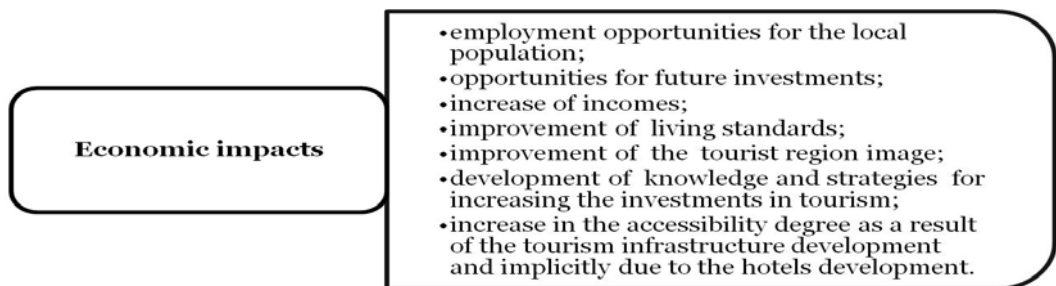 Economic impacts
•employment opportunities for the local
population;
•opportunities for future investments;
•increase of incomes;
•improvement of living standards;
•improvement of the tourist region image;
•development of knowledge and strategies for
increasing the investments in tourism;
•increase in the accessibility degree as a result
of the tourism infrastructure development
and implicitly due to the hotels development.